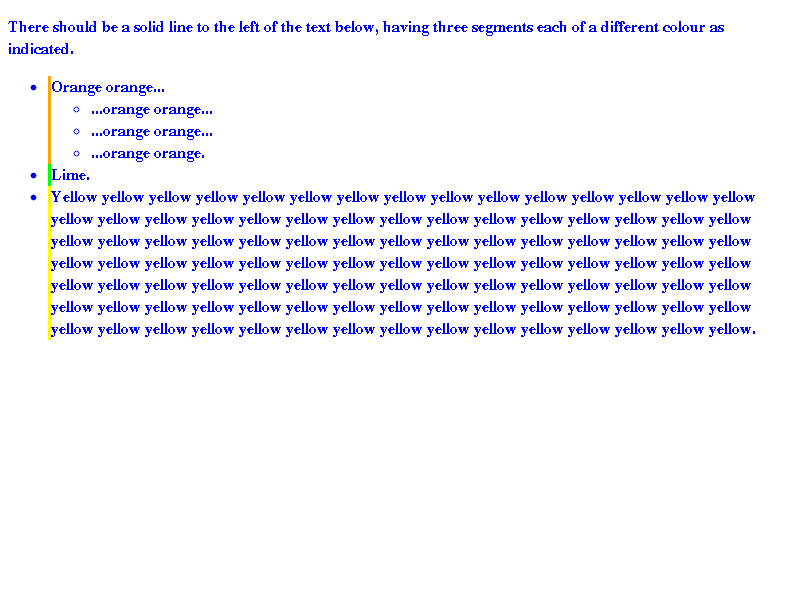 There should be a solid line to the left of the text below, having three segments each of a different colour as
indicated.
Orange orange...
...orange orange...
...orange orange...
...orange orange.
Lime.
Yellow yellow yellow yellow yellow yellow yellow yellow yellow yellow yellow yellow yellow yellow yellow
yellow yellow yellow yellow yellow yellow yellow yellow yellow yellow yellow yellow yellow yellow yellow
yellow yellow yellow yellow yellow yellow yellow yellow yellow yellow yellow yellow yellow yellow yellow
yellow yellow yellow yellow yellow yellow yellow yellow yellow yellow yellow yellow yellow yellow yellow
yellow yellow yellow yellow yellow yellow yellow yellow yellow yellow yellow yellow yellow yellow yellow
yellow yellow yellow yellow yellow yellow yellow yellow yellow yellow yellow yellow yellow yellow yellow
yellow yellow yellow yellow yellow yellow yellow yellow yellow yellow yellow yellow yellow yellow yellow.